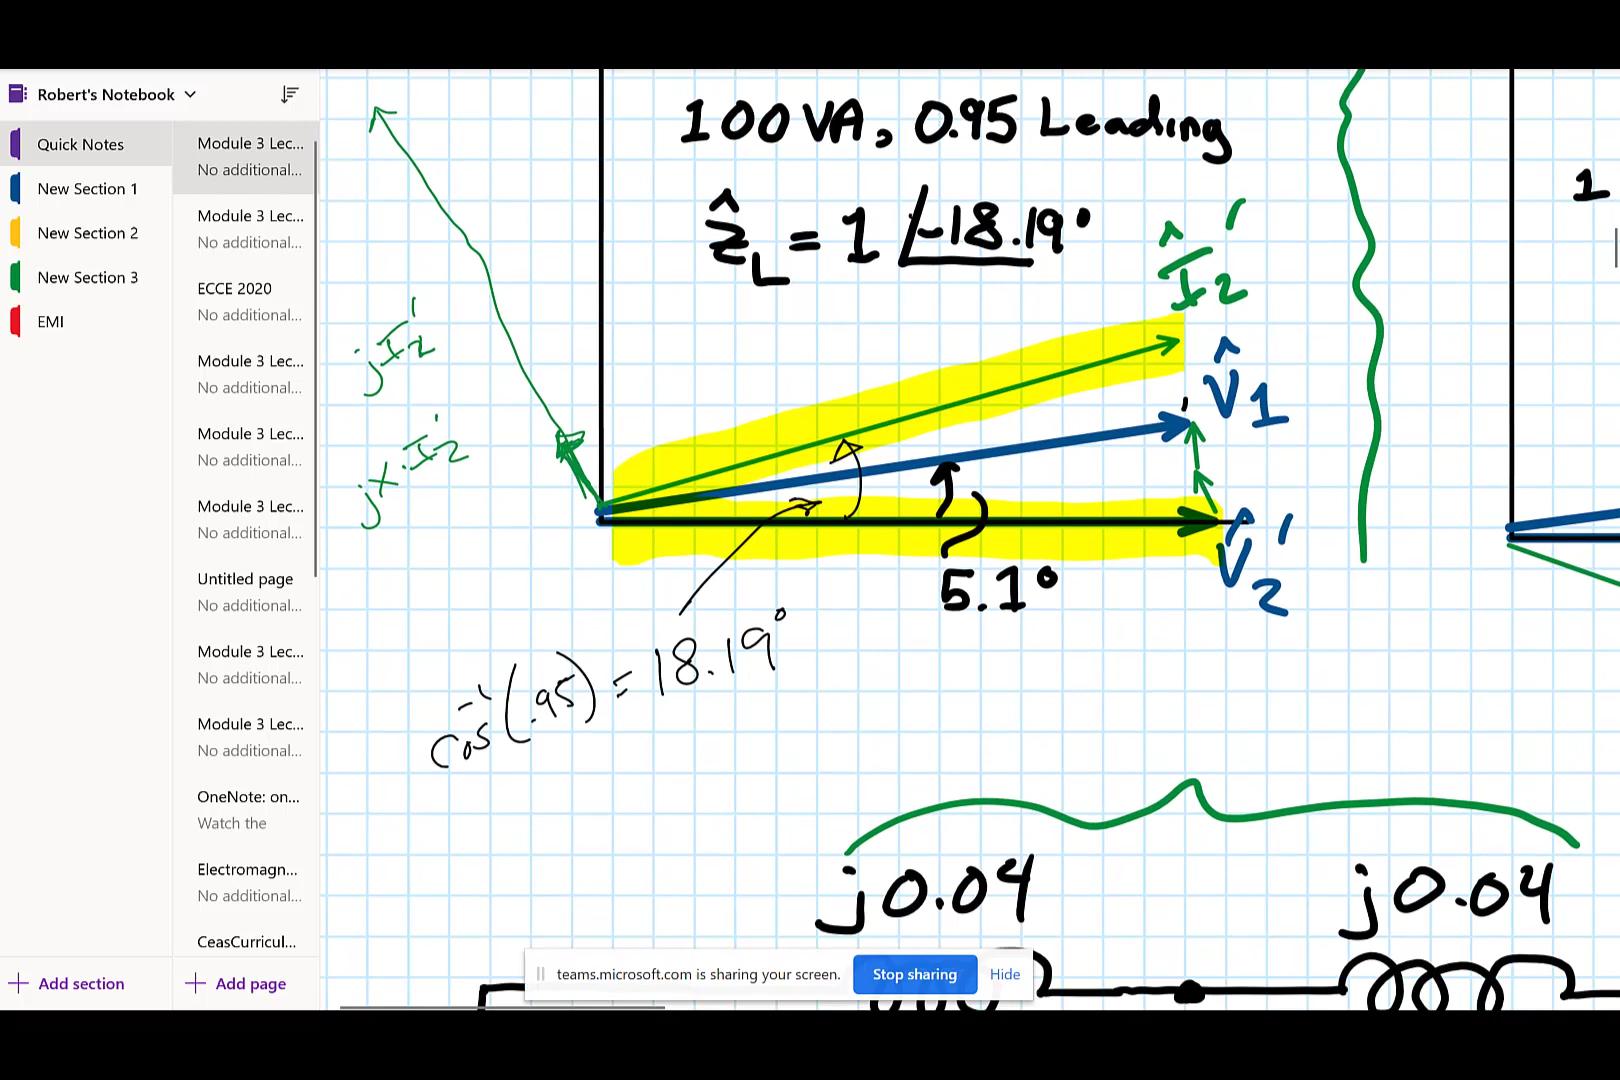 Robert's Notebook
Quick Notes
New Section 1
New Section 2
New Section 3
EMI
Add section
Module 3 Lec...
No additional...
Module 3 Lec...
No additional...
ECCE 2020
No additional...
Module 3 Lec...
No additional...
Module 3 Lec...
No additional...
Module 3 Lec...
No additional...
Untitled page
No additional...
Module 3 Lec...
No additional...
Module 3 Lec...
No additional...
OneNote: on...
Watch the
Electromagn...
No additional...
CeasCurricul...
Add page
100 VA, 0.95 Leading
Ẑ_L = 1 ∠-18.19°
Î₂'
jI₂'
V̂1
jX·I₂'
V̂₂'
5.1°
cos⁻¹(.95) = 18.19°
1
j0.04
j0.04
teams.microsoft.com is sharing your screen.
Stop sharing
Hide